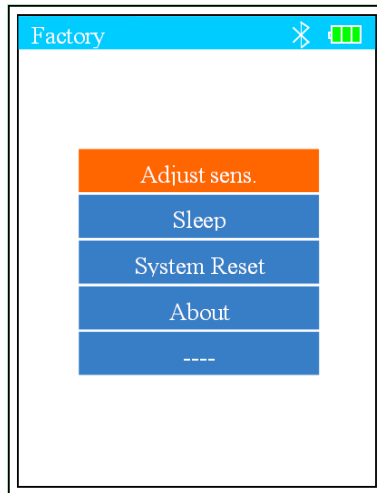 Factory
Adjust sens.
Sleep
System Reset
About
----